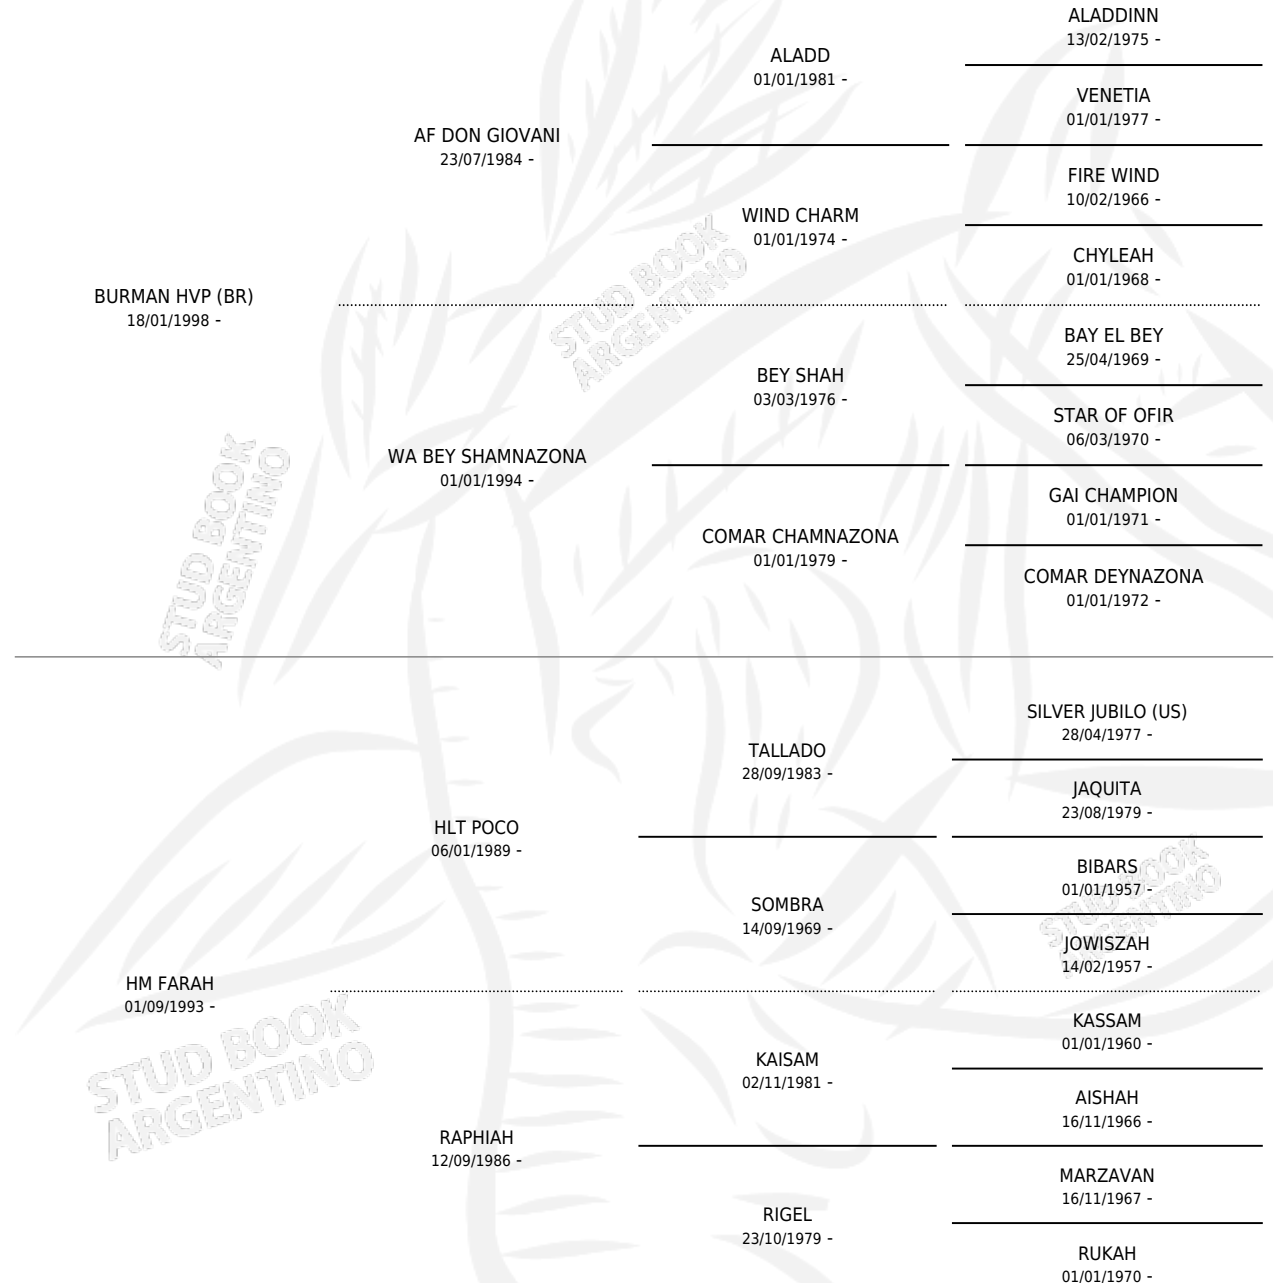 ALADDINN
13/02/1975 -
ALADD
01/01/1981 -
VENETIA
01/01/1977 -
AF DON GIOVANI
23/07/1984 -
FIRE WIND
10/02/1966 -
WIND CHARM
01/01/1974 -
CHYLEAH
01/01/1968 -
BURMAN HVP (BR)
18/01/1998 -
BAY EL BEY
25/04/1969 -
BEY SHAH
03/03/1976 -
STAR OF OFIR
06/03/1970 -
WA BEY SHAMNAZONA
01/01/1994 -
GAI CHAMPION
01/01/1971 -
COMAR CHAMNAZONA
01/01/1979 -
COMAR DEYNAZONA
01/01/1972 -
SILVER JUBILO (US)
28/04/1977 -
TALLADO
28/09/1983 -
JAQUITA
23/08/1979 -
HLT POCO
06/01/1989 -
BIBARS
01/01/1957 -
SOMBRA
14/09/1969 -
JOWISZAH
14/02/1957 -
HM FARAH
01/09/1993 -
KASSAM
01/01/1960 -
KAISAM
02/11/1981 -
AISHAH
16/11/1966 -
RAPHIAH
12/09/1986 -
MARZAVAN
16/11/1967 -
RIGEL
23/10/1979 -
RUKAH
01/01/1970 -
STUD BOOK
ARGENTINO
STUD BOOK
ARGENTINO
STUD BOOK
ARGENTINO
STUD BOOK
ARGENTINO